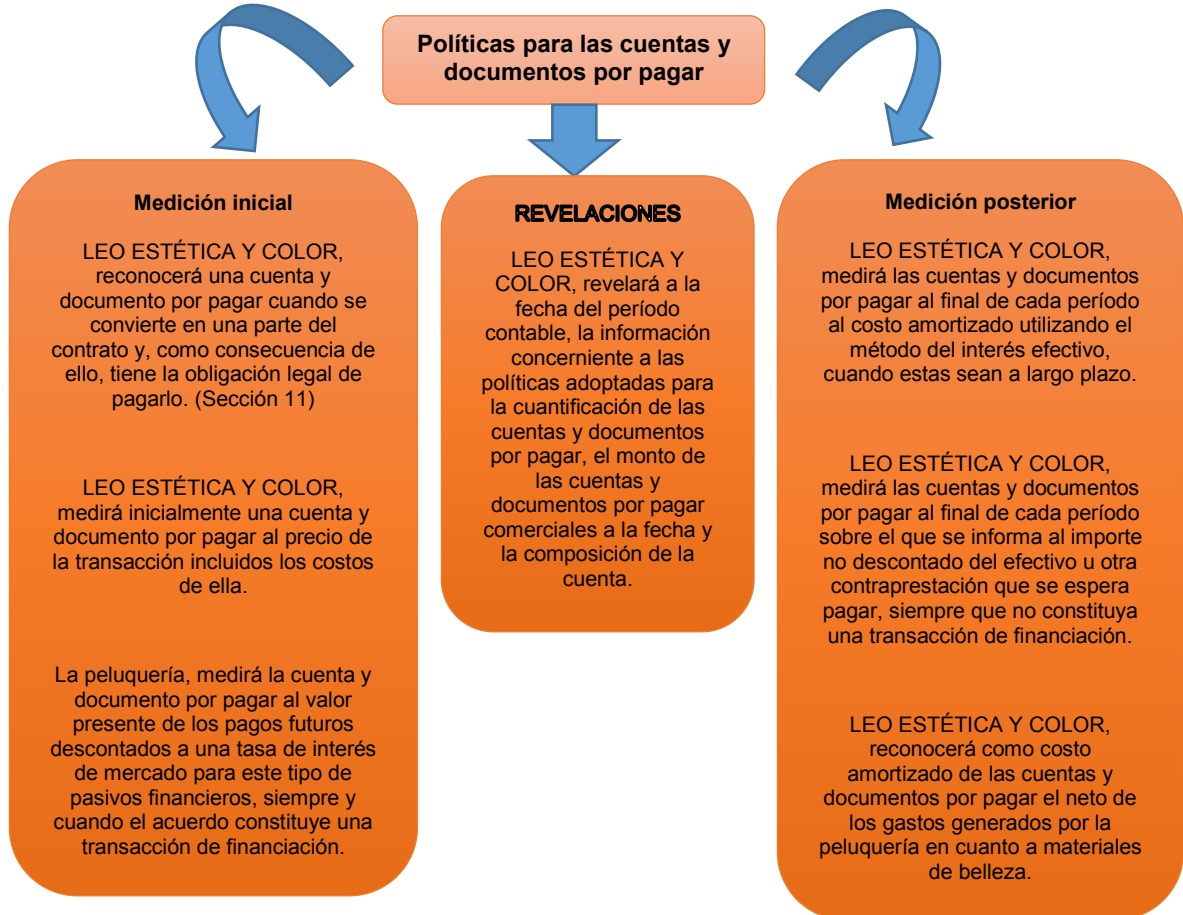 Políticas para las cuentas y
documentos por pagar
Medición inicial
LEO ESTÉTICA Y COLOR,
reconocerá una cuenta y
documento por pagar cuando se
convierte en una parte del
contrato y, como consecuencia de
ello, tiene la obligación legal de
pagarlo. (Sección 11)
LEO ESTÉTICA Y COLOR,
medirá inicialmente una cuenta y
documento por pagar al precio de
la transacción incluidos los costos
de ella.
La peluquería, medirá la cuenta y
documento por pagar al valor
presente de los pagos futuros
descontados a una tasa de interés
de mercado para este tipo de
pasivos financieros, siempre y
cuando el acuerdo constituye una
transacción de financiación.
REVELACIONES
LEO ESTÉTICA Y
COLOR, revelará a la
fecha del período
contable, la información
concerniente a las
políticas adoptadas para
la cuantificación de las
cuentas y documentos
por pagar, el monto de
las cuentas y
documentos por pagar
comerciales a la fecha y
la composición de la
cuenta.
Medición posterior
LEO ESTÉTICA Y COLOR,
medirá las cuentas y documentos
por pagar al final de cada período
al costo amortizado utilizando el
método del interés efectivo,
cuando estas sean a largo plazo.
LEO ESTÉTICA Y COLOR,
medirá las cuentas y documentos
por pagar al final de cada período
sobre el que se informa al importe
no descontado del efectivo u otra
contraprestación que se espera
pagar, siempre que no constituya
una transacción de financiación.
LEO ESTÉTICA Y COLOR,
reconocerá como costo
amortizado de las cuentas y
documentos por pagar el neto de
los gastos generados por la
peluquería en cuanto a materiales
de belleza.